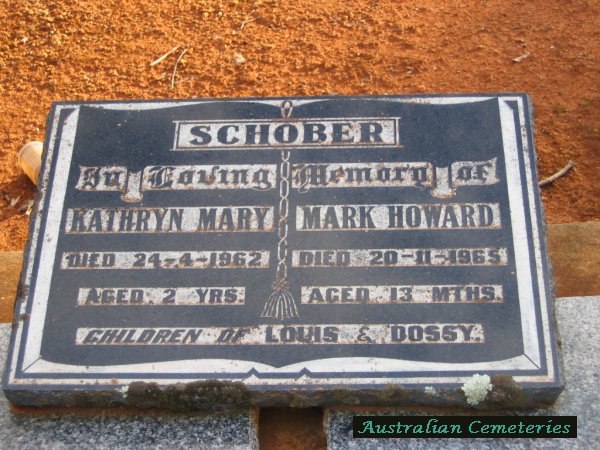 SCHOBER
In Loving Memory of
KATHRYN MARY
DIED 24-4-1962
AGED 2 YRS.
MARK HOWARD
DIED 20-11-1965
AGED 13 MTHS.
CHILDREN OF LOUIS & DOSSY.
Australian Cemeteries